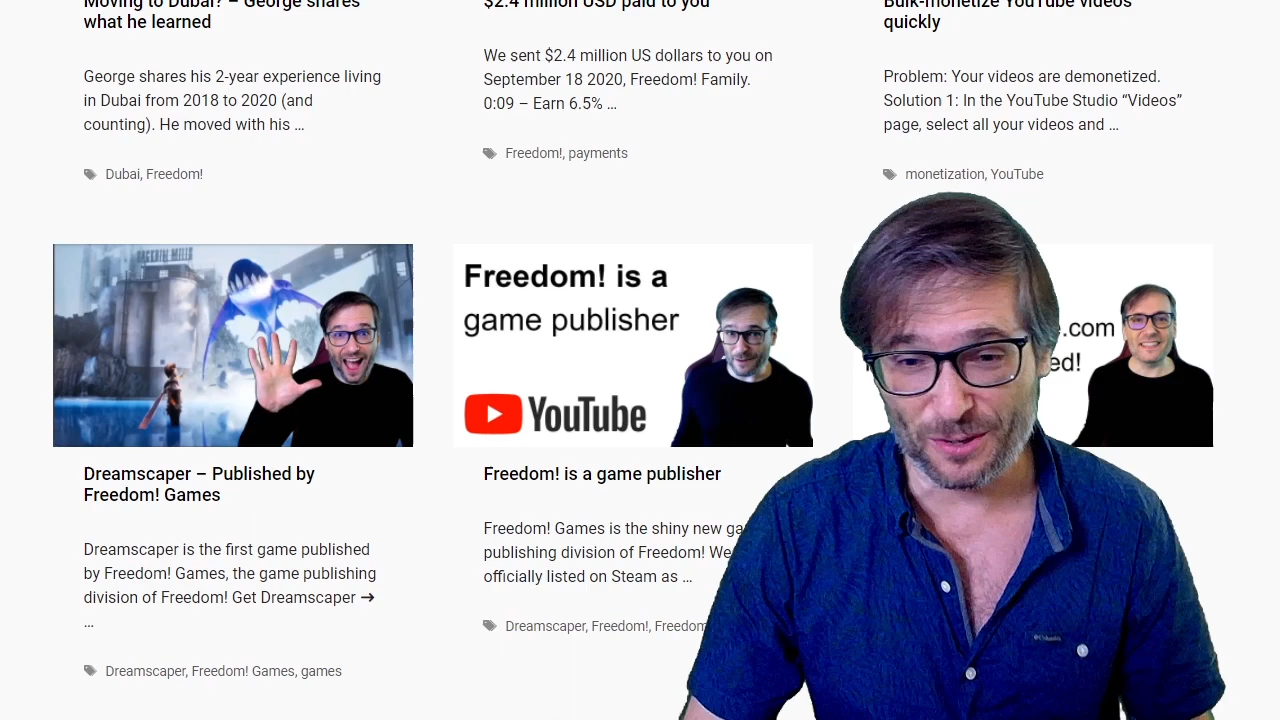 Moving to Dubai? – George shares
what he learned
George shares his 2-year experience living
in Dubai from 2018 to 2020 (and
counting). He moved with his …
Dubai, Freedom!
$2.4 million USD paid to you
We sent $2.4 million US dollars to you on
September 18 2020, Freedom! Family.
0:09 – Earn 6.5% …
Freedom!, payments
Bulk-monetize YouTube videos
quickly
Problem: Your videos are demonetized.
Solution 1: In the YouTube Studio “Videos”
page, select all your videos and …
monetization, YouTube
Dreamscaper – Published by
Freedom! Games
Dreamscaper is the first game published
by Freedom! Games, the game publishing
division of Freedom! Get Dreamscaper ➔
…
Dreamscaper, Freedom! Games, games
Freedom! is a
game publisher
YouTube
Freedom! is a game publisher
Freedom! Games is the shiny new
publishing division of Freedom!
officially listed on Steam as …
Dreamscaper, Freedom!,
.com
Columbia